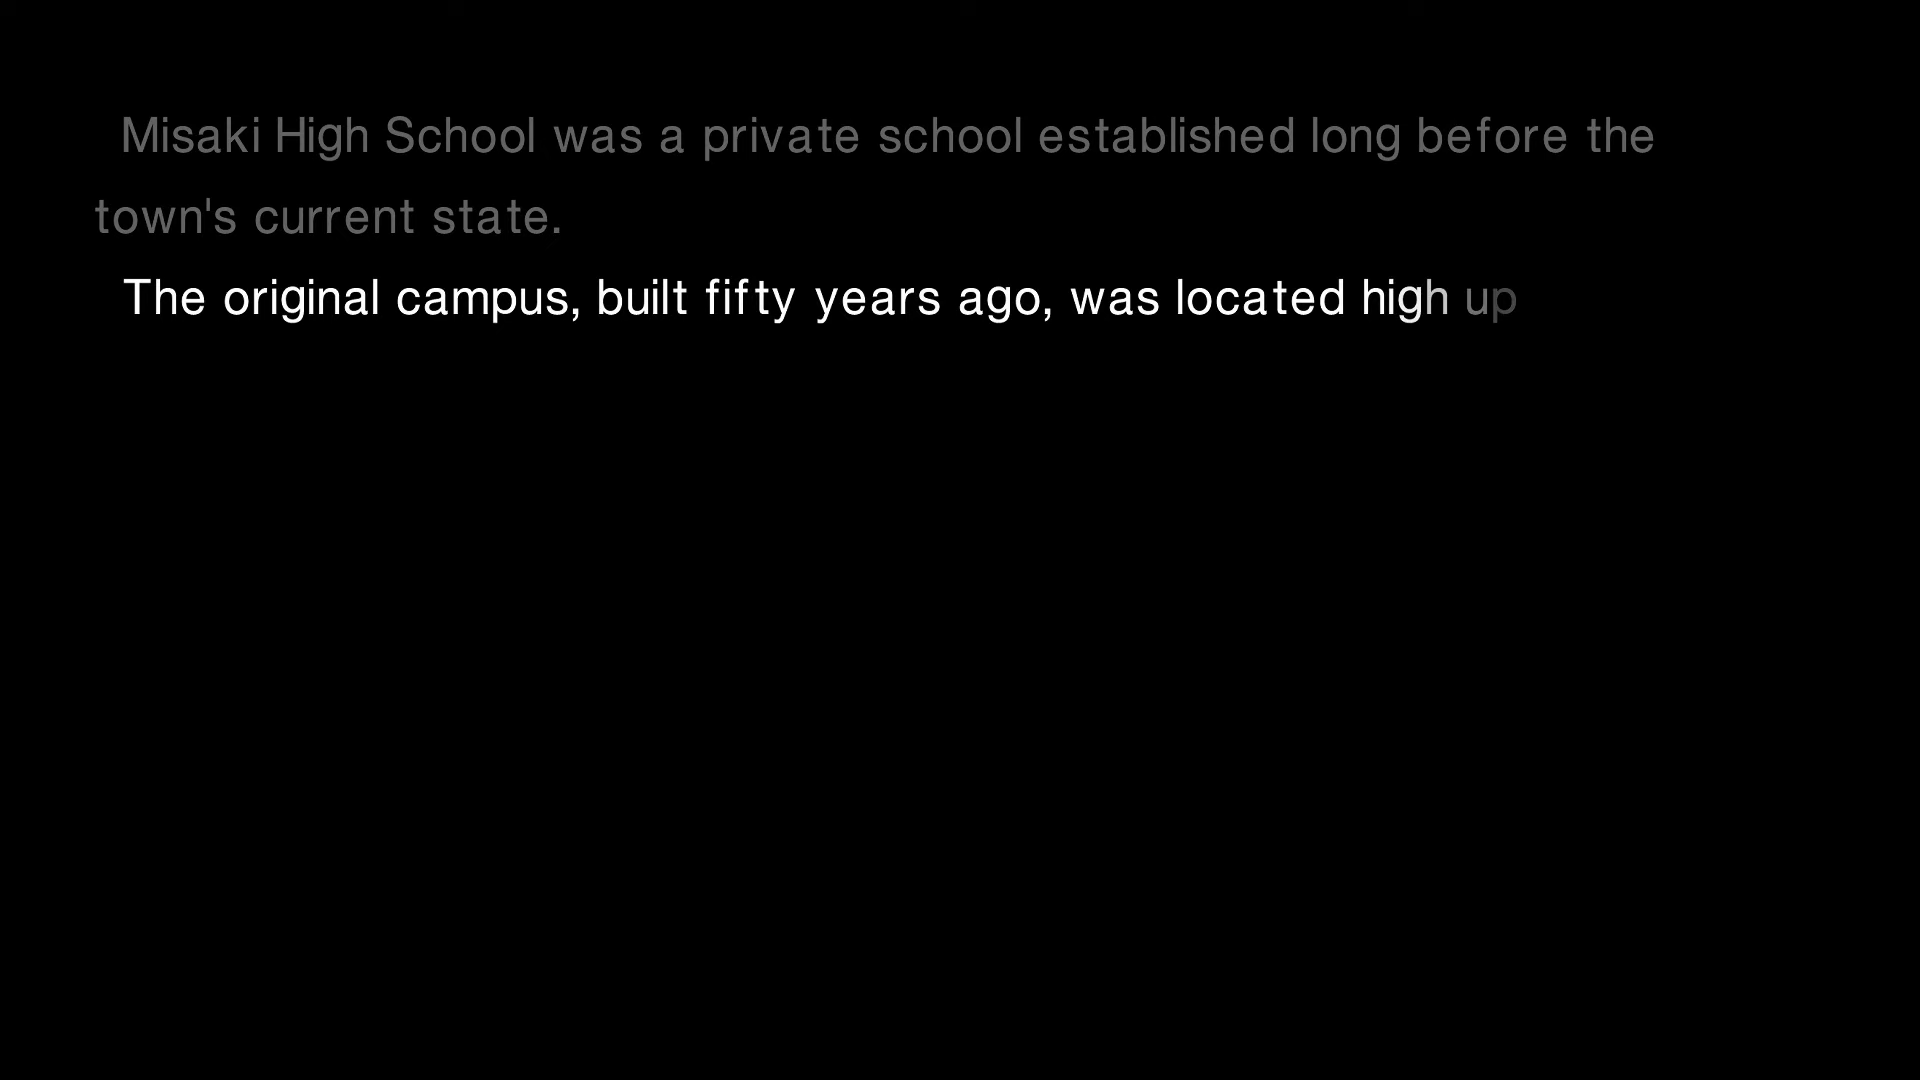 Misaki High School was a private school established long before the
town's current state.
The original campus, built fifty years ago, was located high up